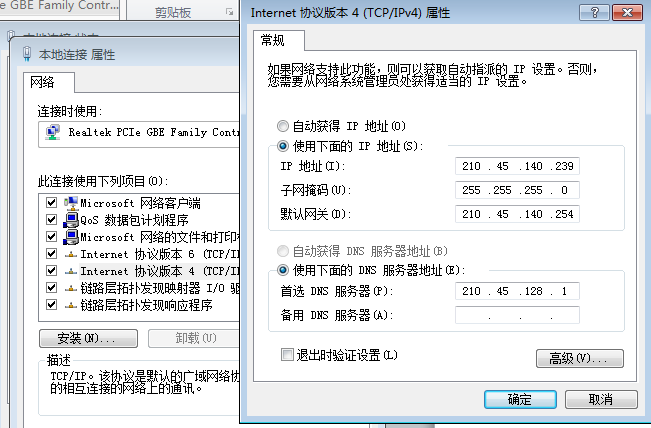 e GBE Family Contr...
剪贴板
本地连接 属性
网络
连接时使用:
Realtek PCIe GBE Family Contr
此连接使用下列项目(O):
Microsoft 网络客户端
QoS 数据包计划程序
Microsoft 网络的文件和打印机
Internet 协议版本 6 (TCP/I
Internet 协议版本 4 (TCP/I
链路层拓扑发现映射器 I/O 驱
链路层拓扑发现响应程序
安装(N)...
卸载(U)
描述
TCP/IP。该协议是默认的广域网络协
的相互连接的网络上的通讯。
Internet 协议版本 4 (TCP/IPv4) 属性
常规
如果网络支持此功能，则可以获取自动指派的 IP 设置。否则，
您需要从网络系统管理员处获得适当的 IP 设置。
自动获得 IP 地址(O)
使用下面的 IP 地址(S):
IP 地址(I): 210 . 45 .140 .239
子网掩码(U): 255 .255 .255 . 0
默认网关(D): 210 . 45 .140 .254
自动获得 DNS 服务器地址(B)
使用下面的 DNS 服务器地址(E):
首选 DNS 服务器(P): 210 . 45 .128 . 1
备用 DNS 服务器(A): . . .
退出时验证设置(L)
高级(V)...
确定
取消